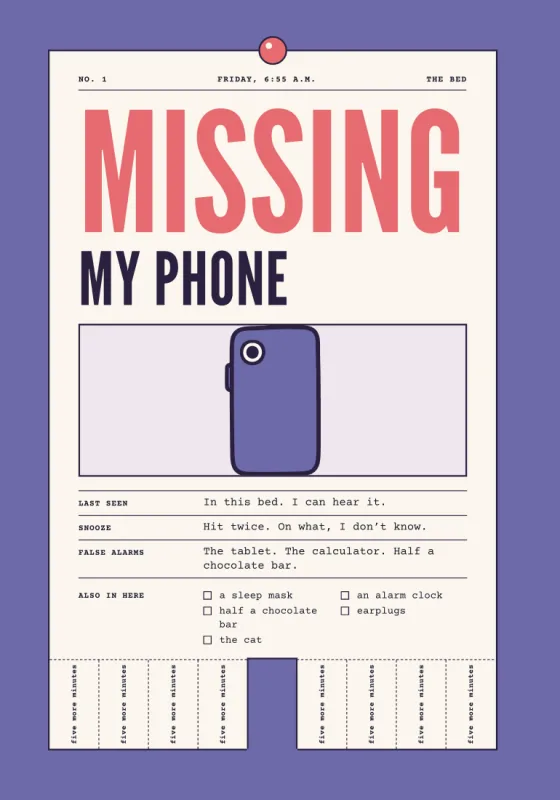 NO. 1
FRIDAY, 6:55 A.M.
THE BED
MISSING
MY PHONE
LAST SEEN
In this bed. I can hear it.
SNOOZE
Hit twice. On what, I don’t know.
FALSE ALARMS
The tablet. The calculator. Half a
chocolate bar.
ALSO IN HERE
a sleep mask
half a chocolate
bar
the cat
an alarm clock
earplugs
five more minutes
five more minutes
five more minutes
five more minutes
five more minutes
five more minutes
five more minutes
five more minutes